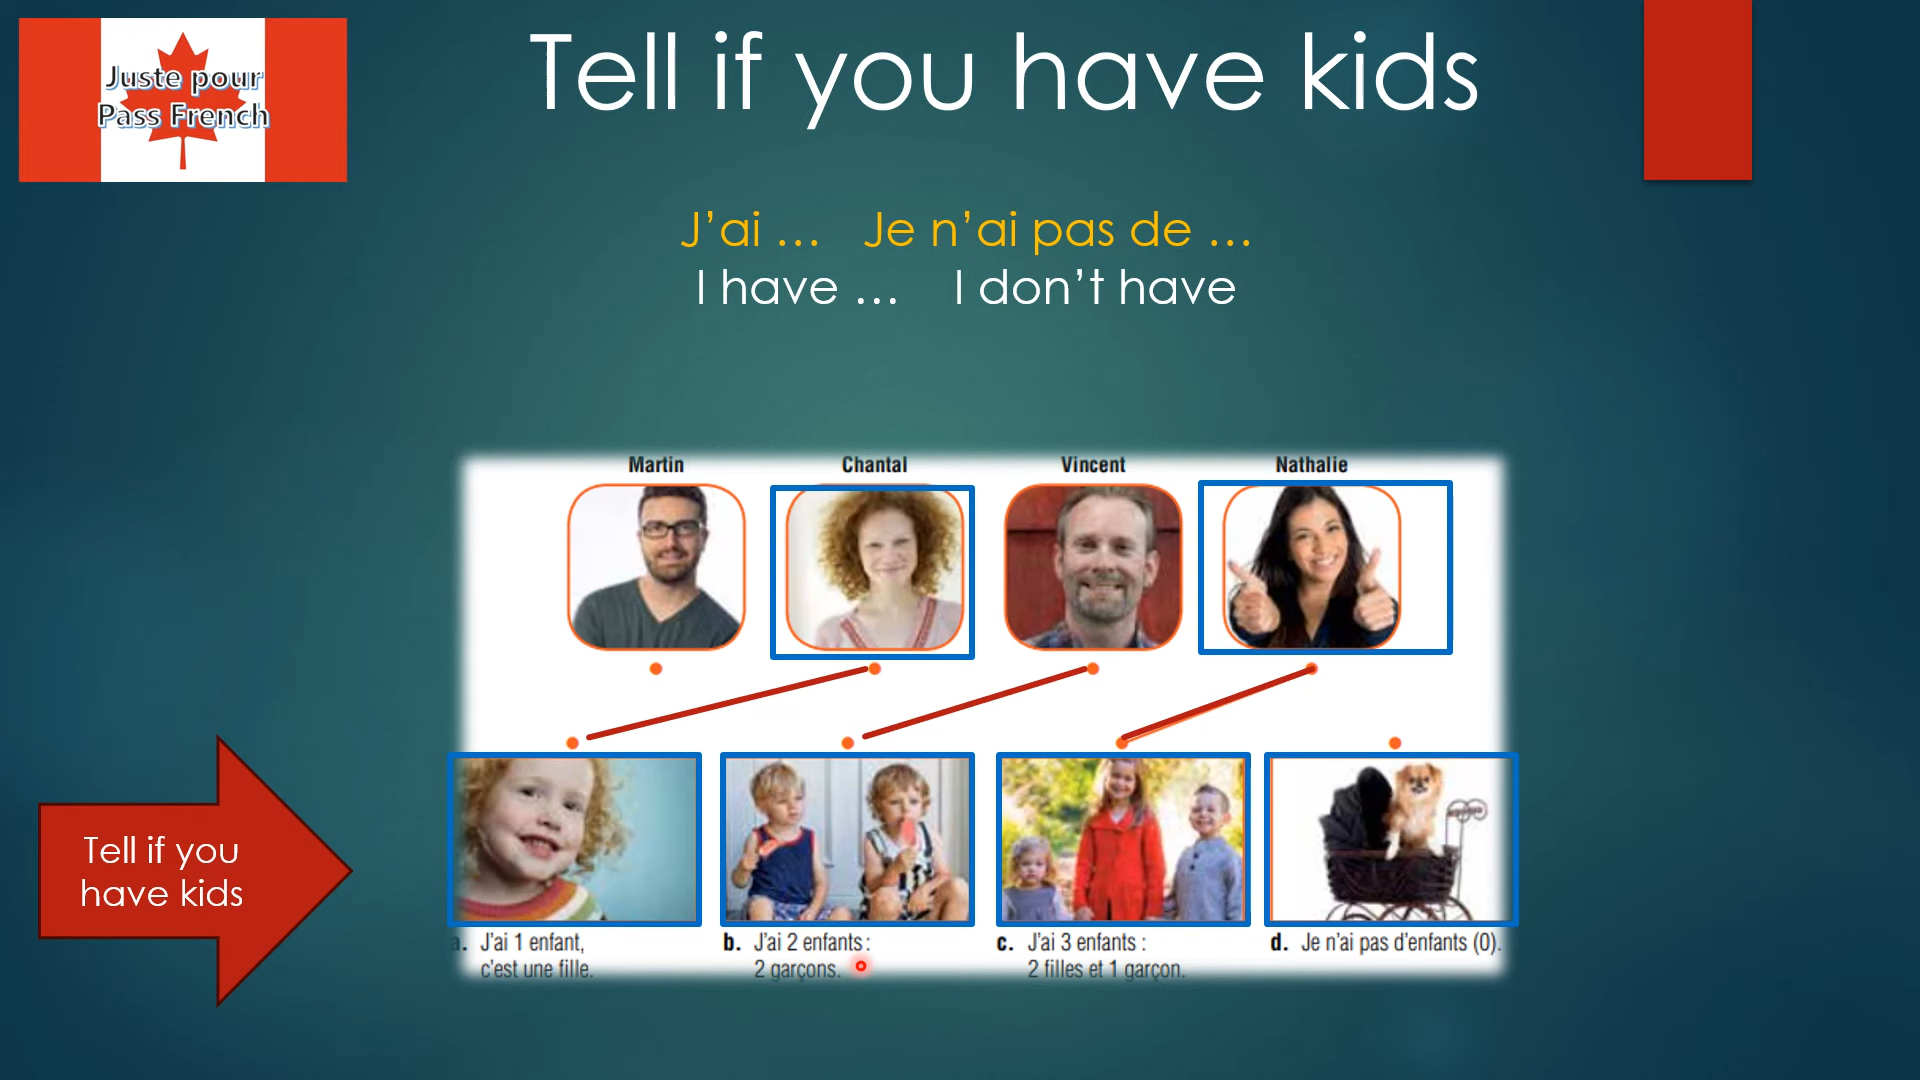 Juste pour
Pass French
Tell if you have kids
J’ai … Je n’ai pas de …
I have … I don’t have
Martin Chantal Vincent Nathalie
Tell if you
have kids
a. J'ai 1 enfant,
c'est une fille.
b. J'ai 2 enfants :
2 garçons.
c. J'ai 3 enfants :
2 filles et 1 garçon.
d. Je n'ai pas d'enfants (0).